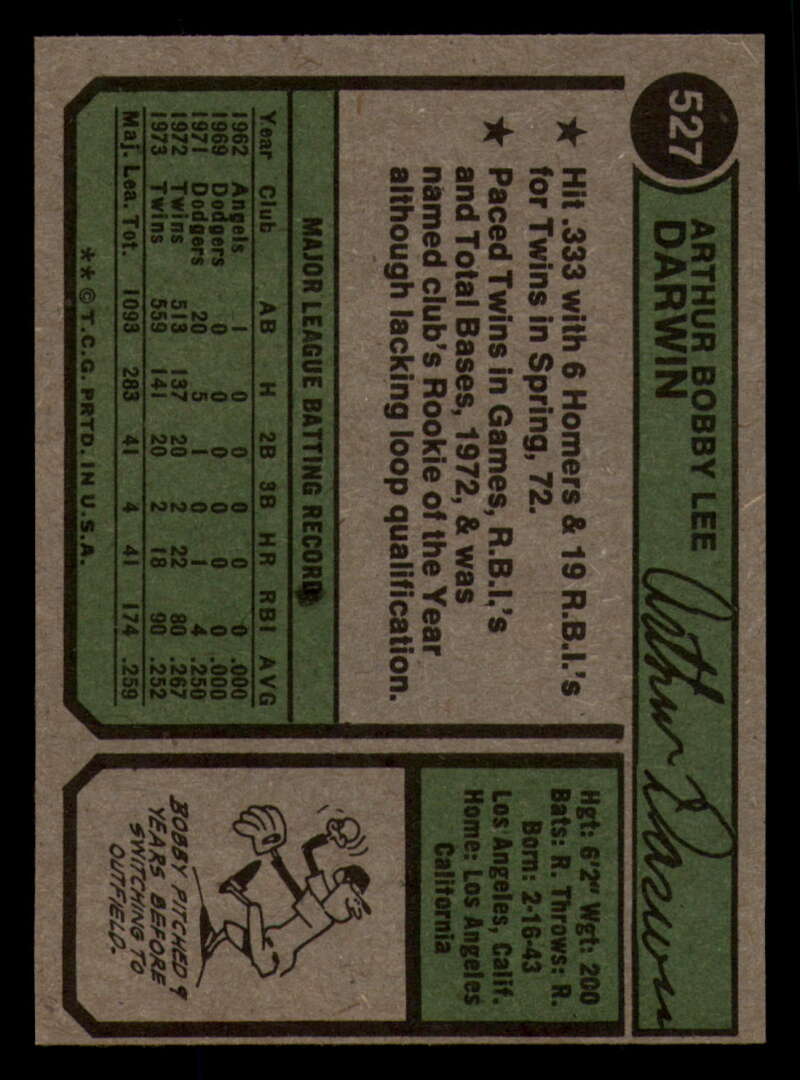 527
ARTHUR BOBBY LEE
DARWIN
Arthur Darwin
★ Hit .333 with 6 Homers & 19 R.B.I.'s
for Twins in Spring, 72.
★ Paced Twins in Games, R.B.I.'s
and Total Bases, 1972, & was
named club's Rookie of the Year
although lacking loop qualification.
MAJOR LEAGUE BATTING RECORD
Year Club AB H 2B 3B HR RBI AVG
1962 Angels 1 0 0 0 0 0 .000
1969 Dodgers 0 0 0 0 0 0 .000
1971 Dodgers 20 5 1 0 1 4 .250
1972 Twins 513 137 20 2 22 80 .267
1973 Twins 559 141 20 2 18 90 .252
Maj. Lea. Tot. 1093 283 41 4 41 174 .259
**©T.C.G. PRTD. IN U.S.A.
Hgt: 6'2" Wgt: 200
Bats: R. Throws: R.
Born: 2-16-43
Los Angeles, Calif.
Home: Los Angeles
California
BOBBY PITCHED 9
YEARS BEFORE
SWITCHING TO
OUTFIELD.